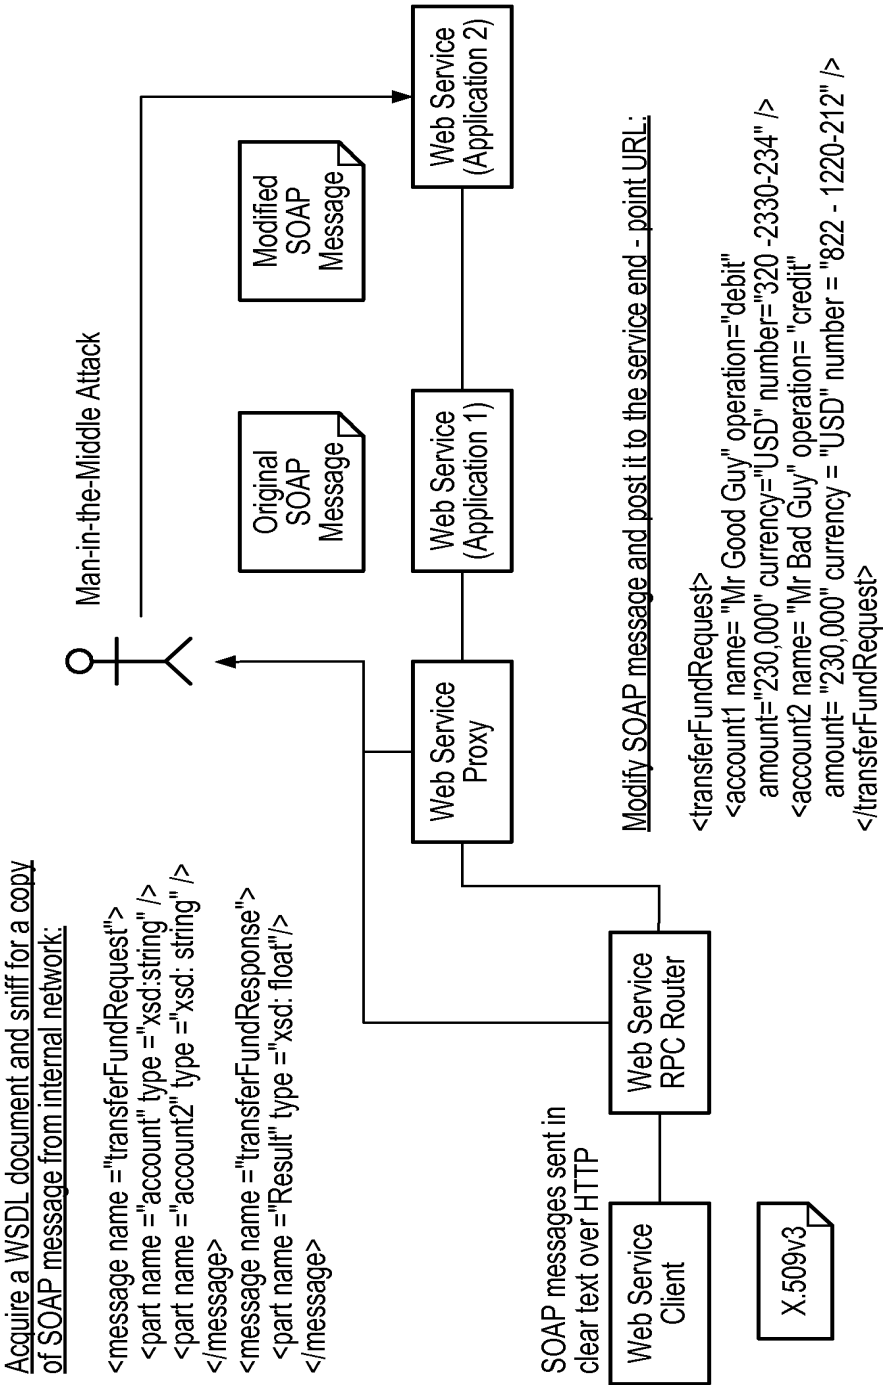 Acquire a WSDL document and sniff for a copy
of SOAP message from internal network:
<message name ="transferFundRequest">
<part name ="account" type ="xsd:string" />
<part name ="account2" type ="xsd: string" />
</message>
<message name ="transferFundResponse">
<part name ="Result" type ="xsd: float"/>
</message>
Man-in-the-Middle Attack
Original
SOAP
Message
Modified
SOAP
Message
SOAP messages sent in
clear text over HTTP
Web Service
Client
X.509v3
Web Service
RPC Router
Web Service
Proxy
Web Service
(Application 1)
Web Service
(Application 2)
Modify SOAP message and post it to the service end - point URL:
<transferFundRequest>
<account1 name= "Mr Good Guy" operation="debit"
amount="230,000" currency="USD" number="320 -2330-234" />
<account2 name= "Mr Bad Guy" operation= "credit"
amount= "230,000" currency = "USD" number = "822 - 1220-212" />
</transferFundRequest>